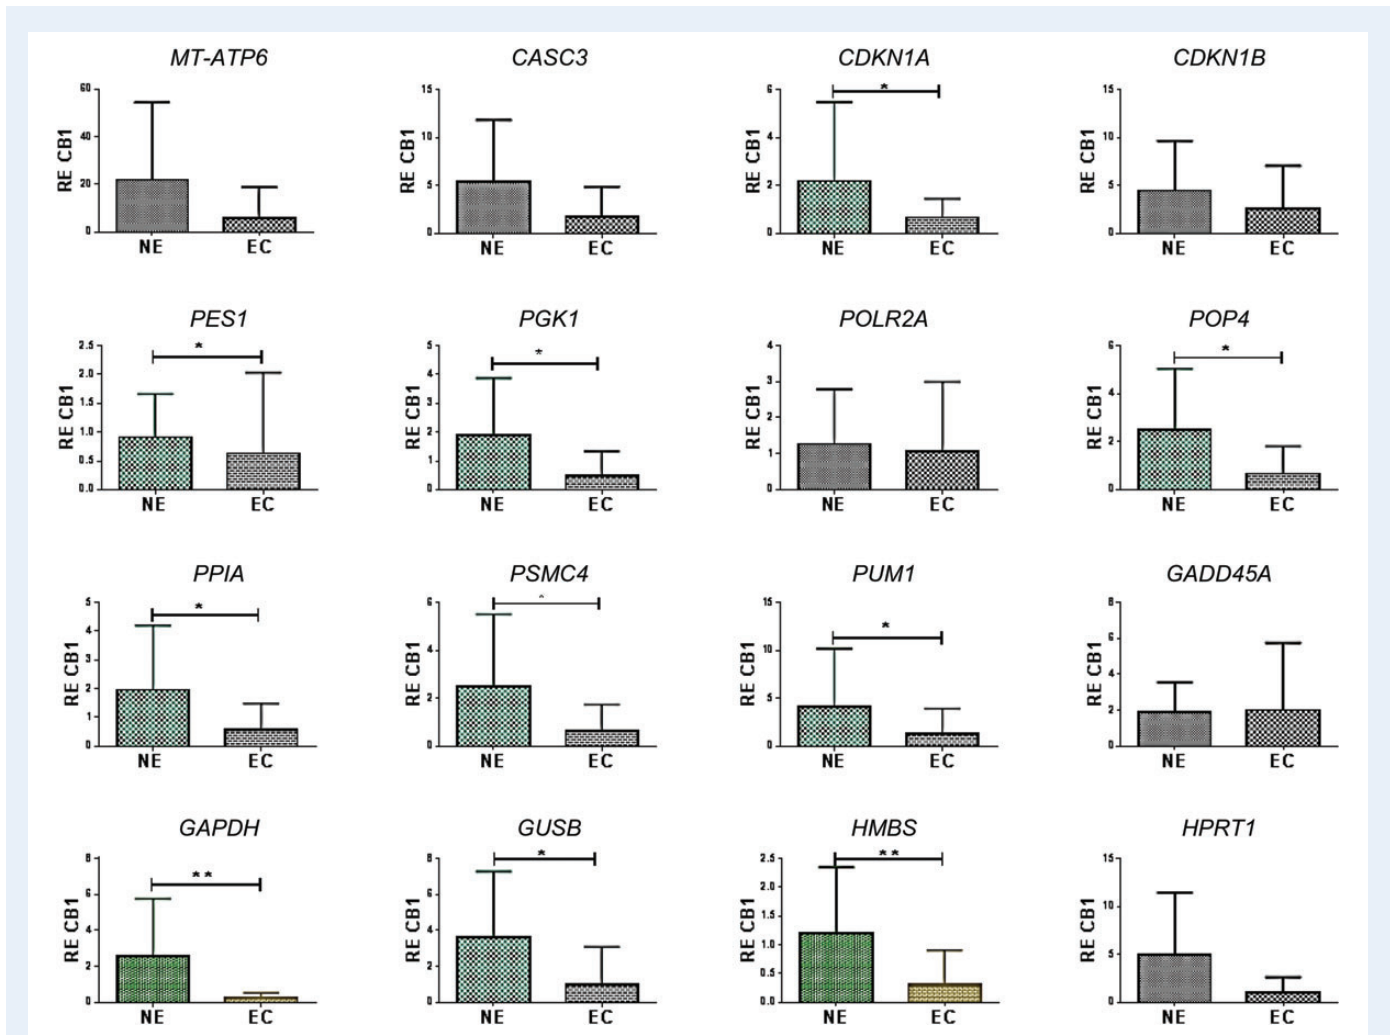 MT-ATP6 CASC3 CDKN1A CDKN1B
60 15 6 * 15
40 10 4 10
20 5 2 5
0 0 0 0
RE CB1 RE CB1 RE CB1 RE CB1
NE EC NE EC NE EC NE EC
PES1 PGK1 POLR2A POP4
2.5 * 5 * 4 6 *
2.0 4 3 4
1.5 3 2 2
1.0 2 1 0
0.5 1 0
0.0 0
RE CB1 RE CB1 RE CB1 RE CB1
NE EC NE EC NE EC NE EC
PPIA PSMC4 PUM1 GADD45A
5 * 6 * 15 * 8
4 4 10 6
3 2 5 4
2 0 0 2
1 0
0
RE CB1 RE CB1 RE CB1 RE CB1
NE EC NE EC NE EC NE EC
GAPDH GUSB HMBS HPRT1
8 ** 8 * 2.5 ** 15
6 6 2.0 10
4 4 1.5 5
2 2 1.0 0
0 0 0.5
0.0
RE CB1 RE CB1 RE CB1 RE CB1
NE EC NE EC NE EC NE EC